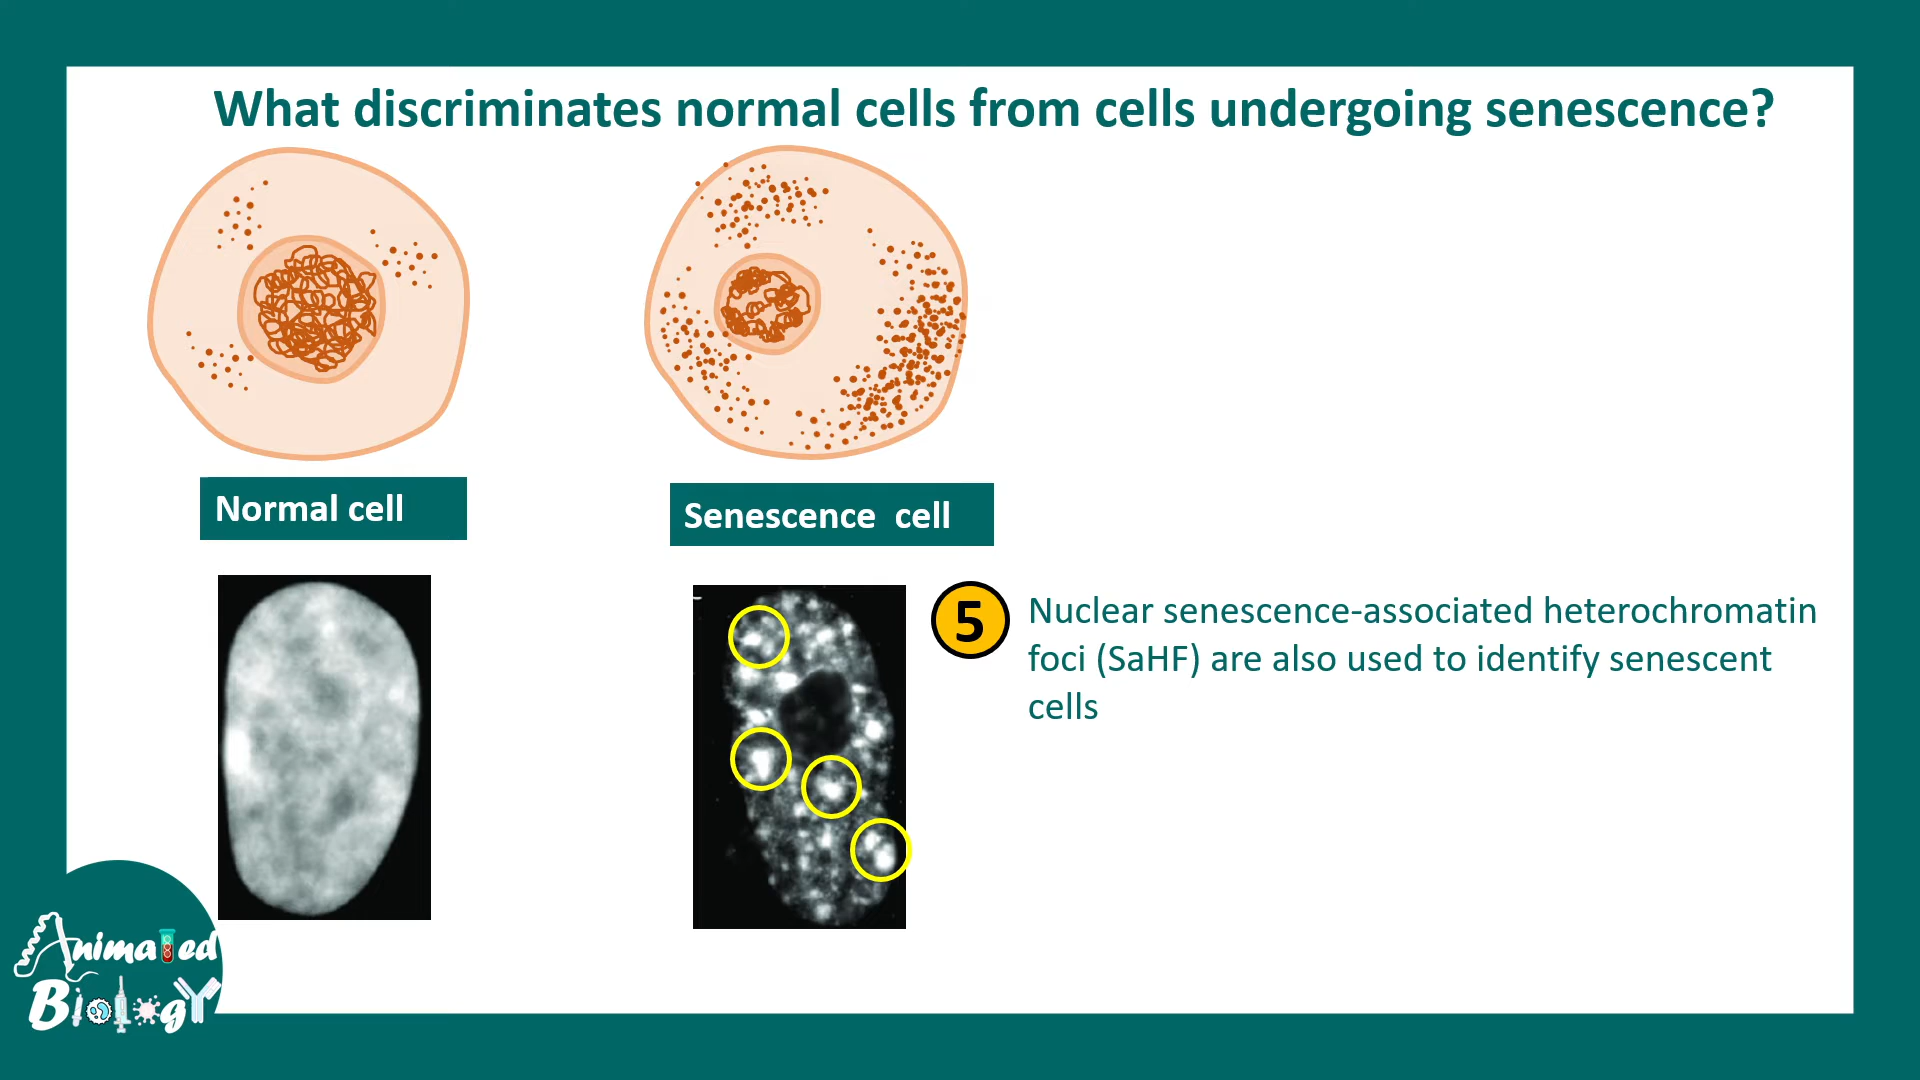 What discriminates normal cells from cells undergoing senescence?
Normal cell
Senescence cell
5
Nuclear senescence-associated heterochromatin
foci (SaHF) are also used to identify senescent
cells
Animated
Biology